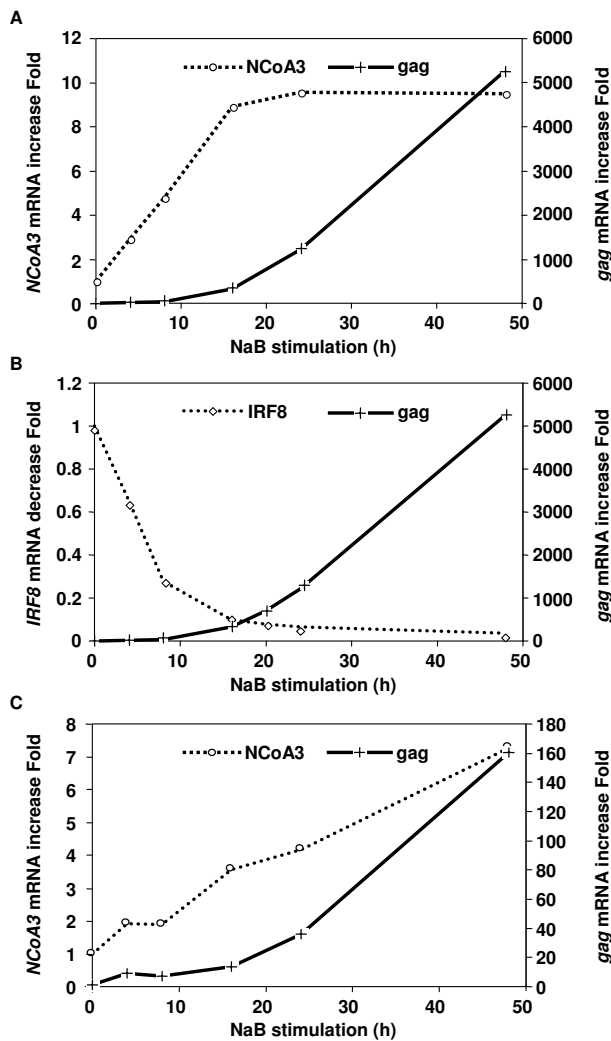 A
NCoA3 mRNA increase Fold
12
10
8
6
4
2
0
NCoA3
gag
6000
5000
4000
3000
2000
1000
0
gag mRNA increase Fold
0 10 20 30 40 50
NaB stimulation (h)
B
IRF8 mRNA decrease Fold
1.2
1
0.8
0.6
0.4
0.2
0
IRF8
gag
6000
5000
4000
3000
2000
1000
0
gag mRNA increase Fold
0 10 20 30 40 50
NaB stimulation (h)
C
NCoA3 mRNA increase Fold
8
7
6
5
4
3
2
1
0
NCoA3
gag
180
160
140
120
100
80
60
40
20
0
gag mRNA increase Fold
0 10 20 30 40 50
NaB stimulation (h)